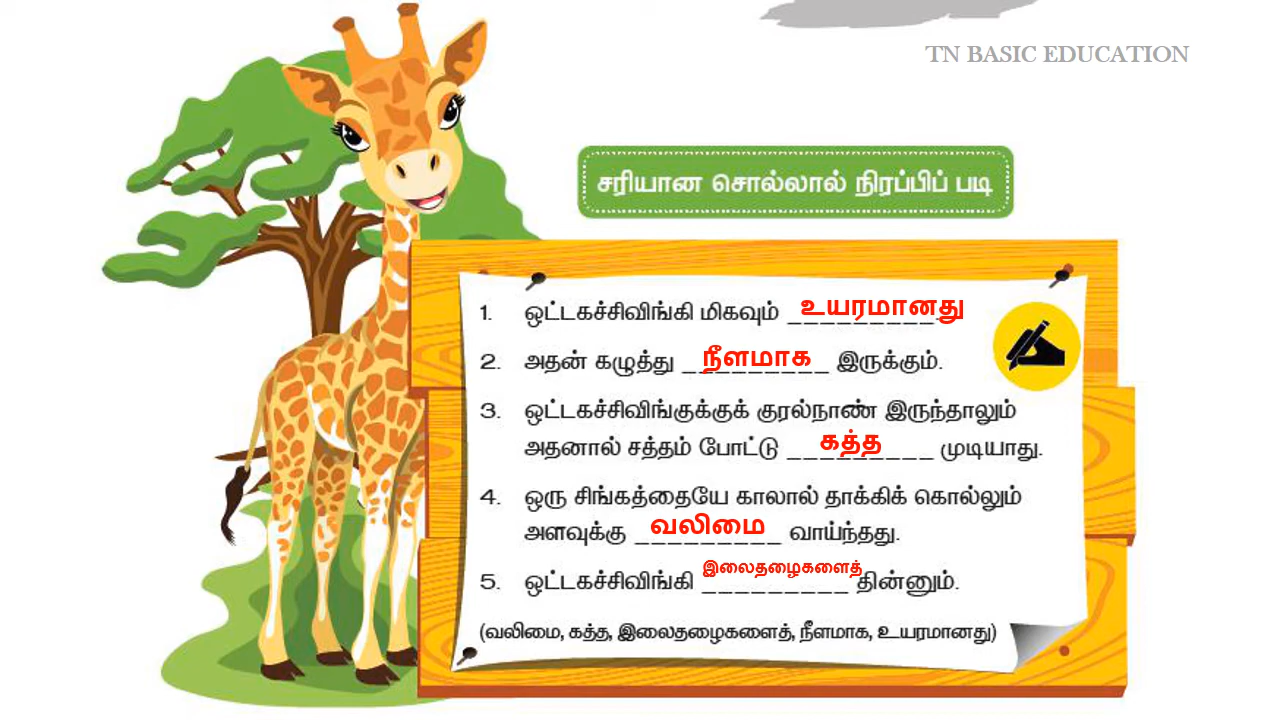 TN BASIC EDUCATION
சரியான சொல்லால் நிரப்பிப் படி
1. ஒட்டகச்சிவிங்கி மிகவும் உயரமானது.
2. அதன் கழுத்து நீளமாக இருக்கும்.
3. ஒட்டகச்சிவிங்குக்குக் குரல்நாண் இருந்தாலும்
அதனால் சத்தம் போட்டு கத்த முடியாது.
4. ஒரு சிங்கத்தையே காலால் தாக்கிக் கொல்லும்
அளவுக்கு வலிமை வாய்ந்தது.
5. ஒட்டகச்சிவிங்கி இலைதழைகளைத் தின்னும்.
(வலிமை, கத்த, இலைதழைகளைத், நீளமாக, உயரமானது)